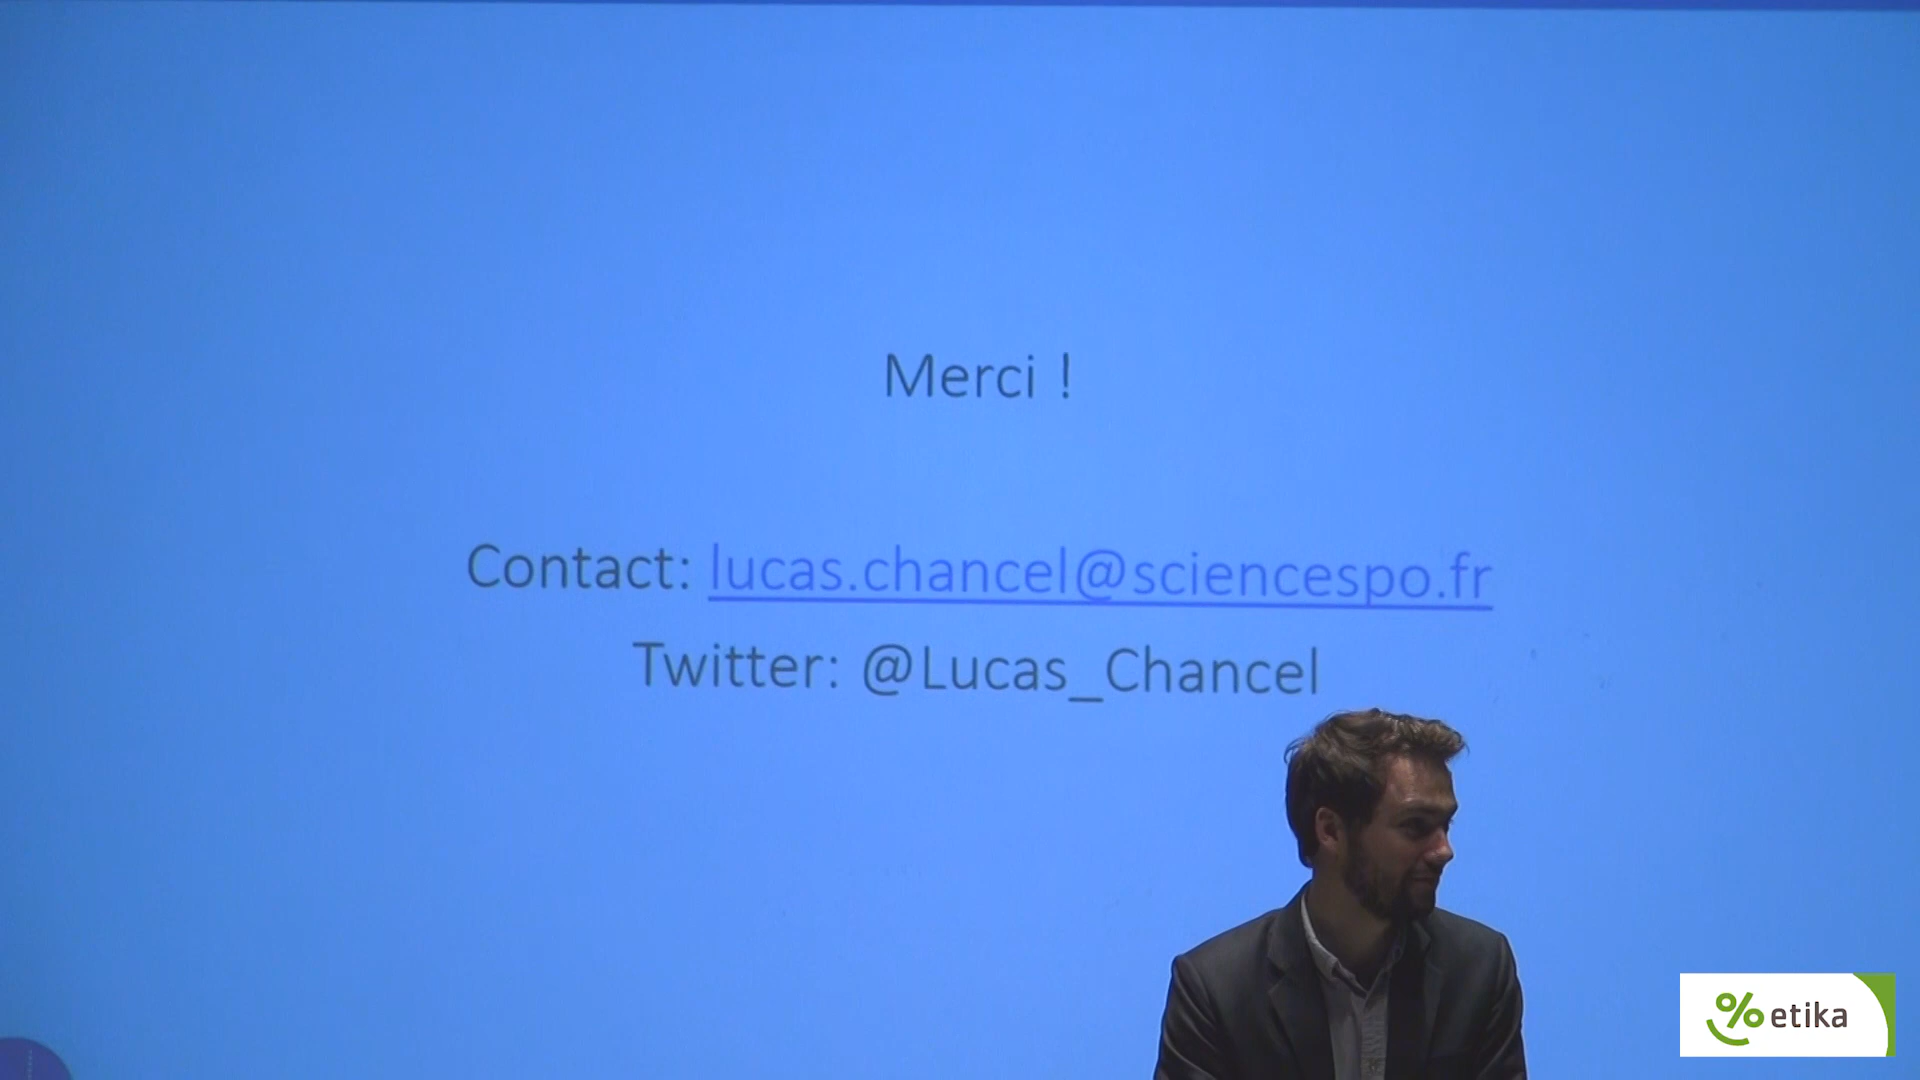 Merci !
Contact: lucas.chancel@sciencespo.fr
Twitter: @Lucas_Chancel
% etika